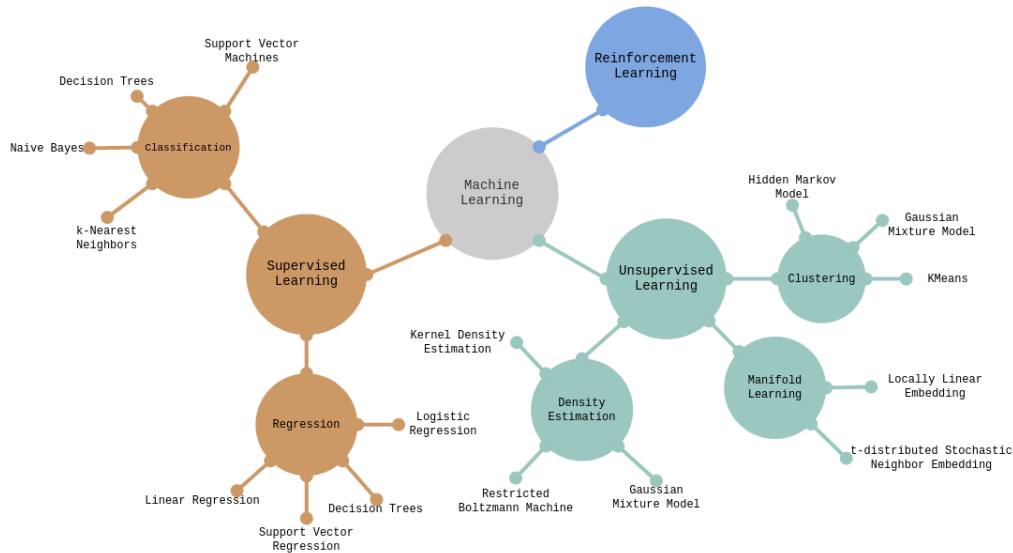 Support Vector
Machines
Reinforcement
Learning
Decision Trees
Naive Bayes
Classification
Machine
Learning
Hidden Markov
Model
k-Nearest
Neighbors
Gaussian
Mixture Model
Supervised
Learning
Unsupervised
Learning
Clustering
KMeans
Kernel Density
Estimation
Manifold
Learning
Locally Linear
Embedding
Density
Estimation
Regression
Logistic
Regression
t-distributed Stochastic
Neighbor Embedding
Linear Regression
Decision Trees
Support Vector
Regression
Restricted
Boltzmann Machine
Gaussian
Mixture Model